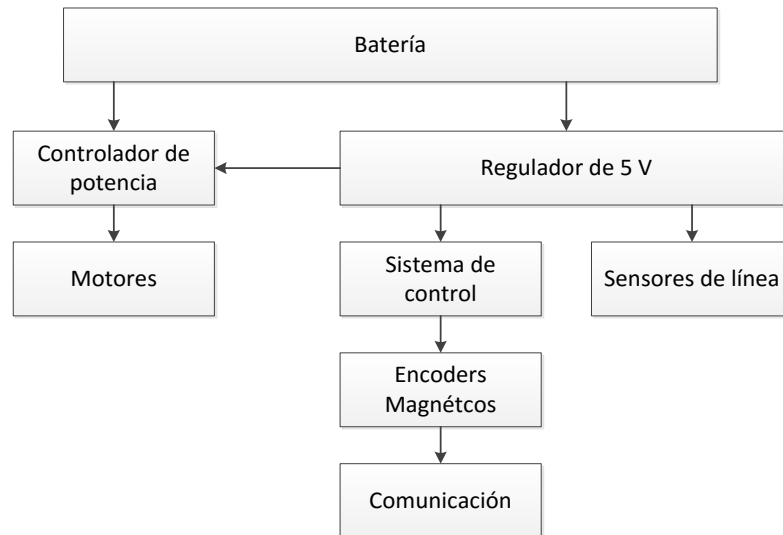 Batería
Controlador de
potencia
Regulador de 5 V
Motores
Sistema de
control
Sensores de línea
Encoders
Magnétcos
Comunicación